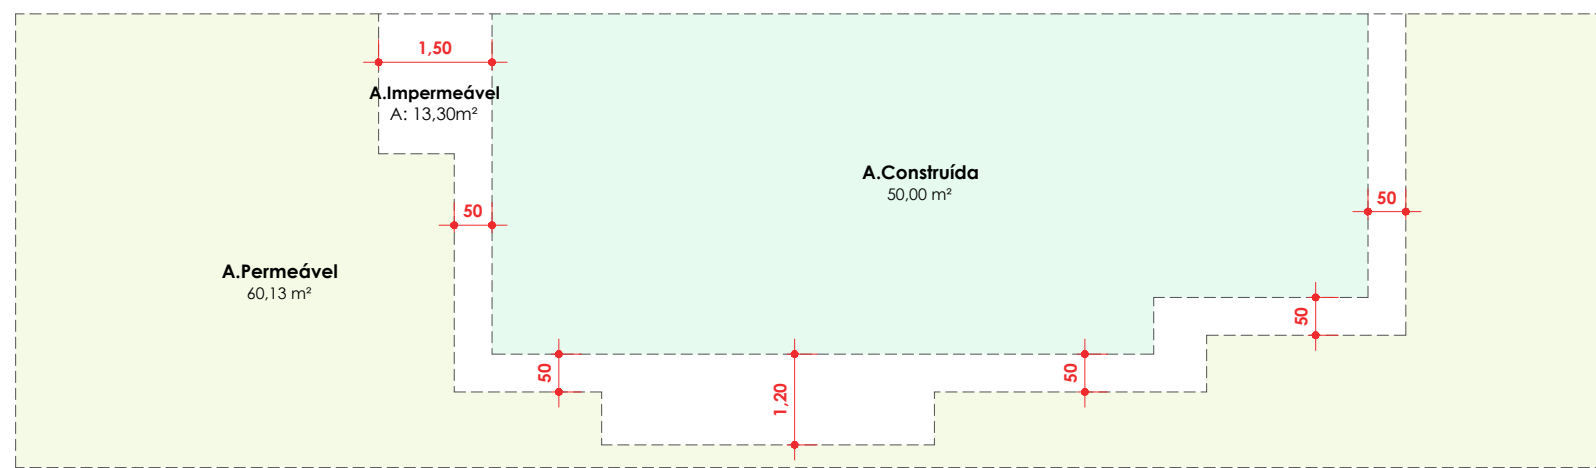 1,50
A.Impermeável
A: 13,30m²
A.Construída
50,00 m²
50
50
A.Permeável
60,13 m²
50
50
1,20
50